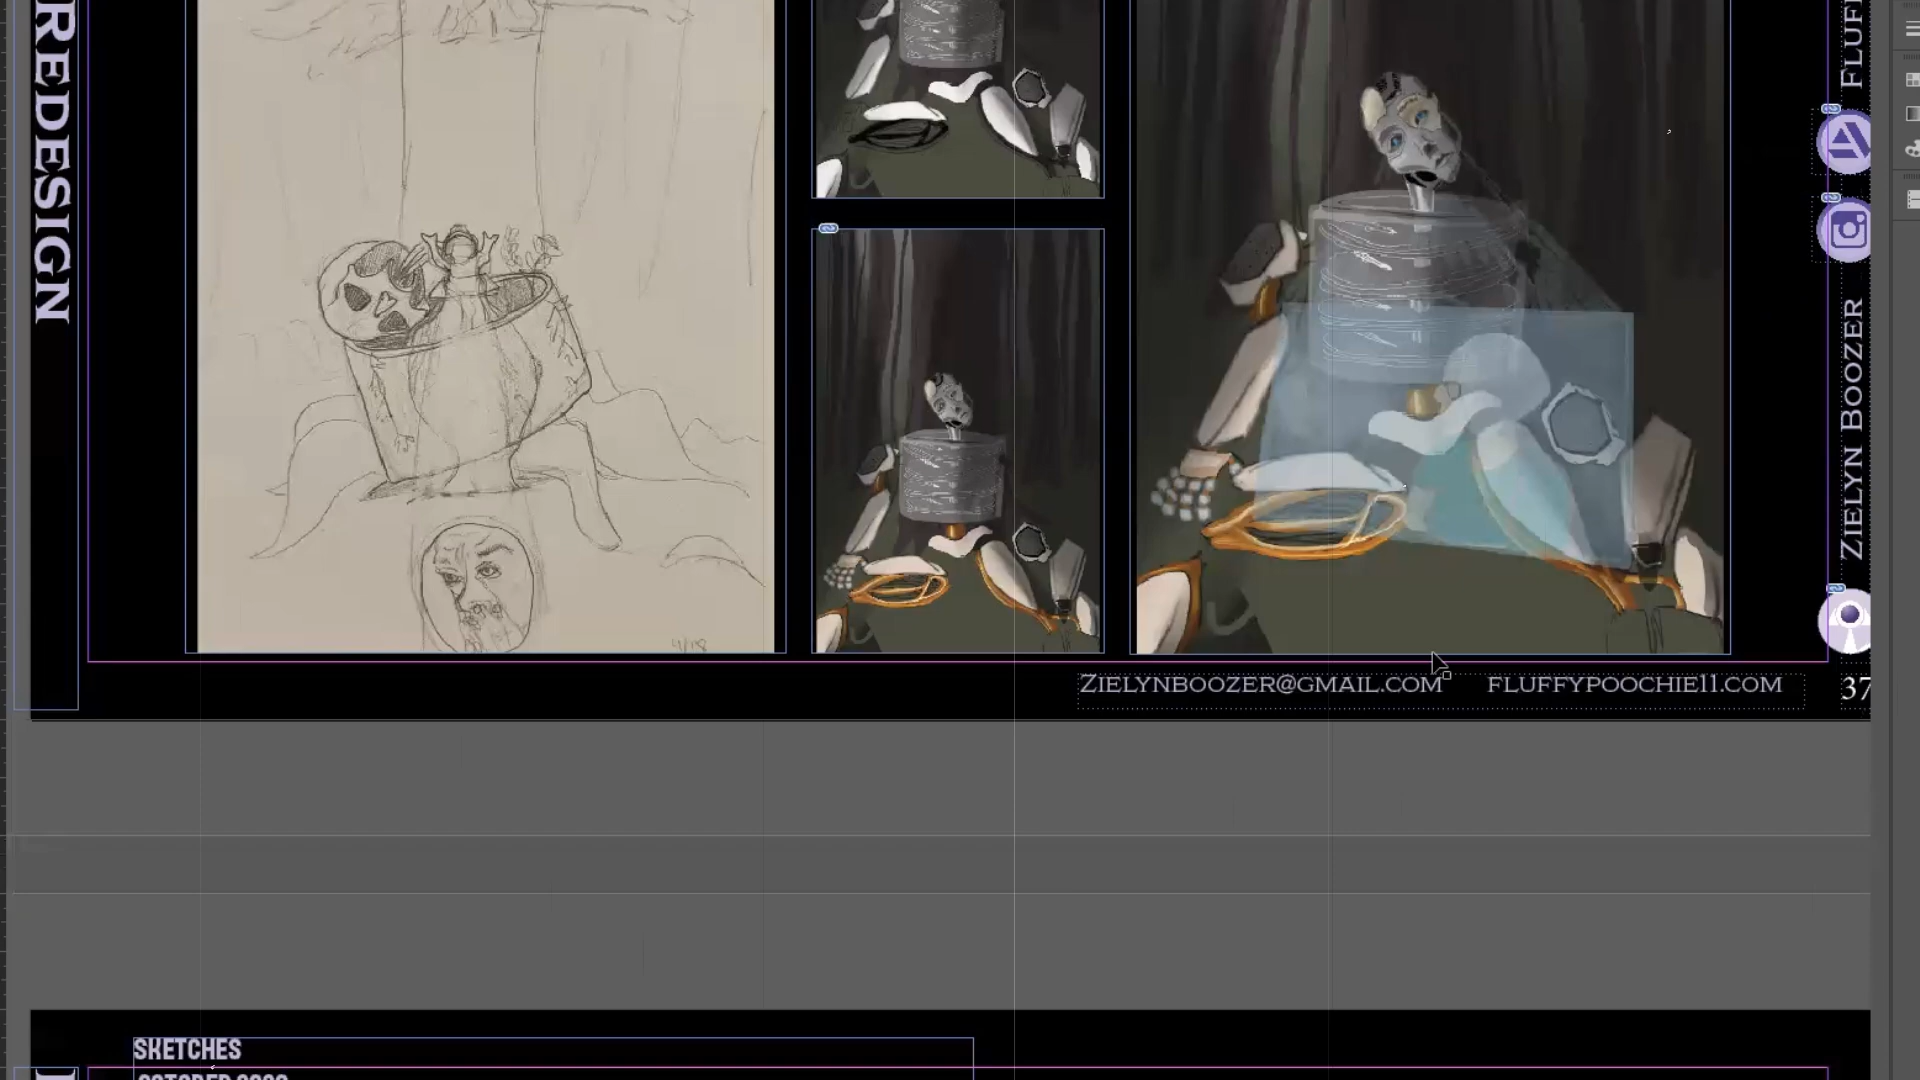 REDESIGN
FLUFF
ZIELYN BOOZER
ZIELYNBOOZER@GMAIL.COM FLUFFYPOOCHIE11.COM
37
SKETCHES